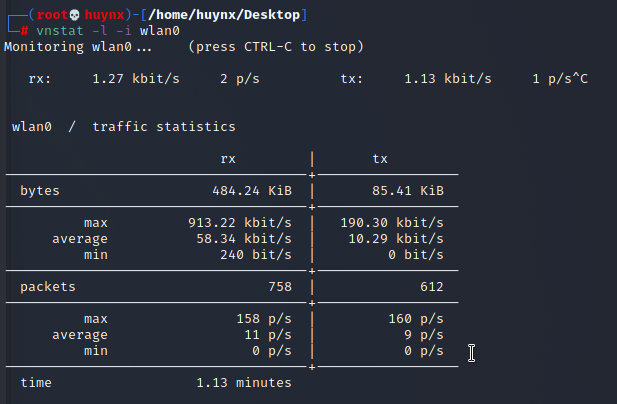 (root💀huynx)-[/home/huynx/Desktop]
# vnstat -l -i wlan0
Monitoring wlan0... (press CTRL-C to stop)
rx: 1.27 kbit/s 2 p/s tx: 1.13 kbit/s 1 p/s^C
wlan0 / traffic statistics
rx | tx
bytes 484.24 KiB | 85.41 KiB
max 913.22 kbit/s | 190.30 kbit/s
average 58.34 kbit/s | 10.29 kbit/s
min 240 bit/s | 0 bit/s
packets 758 | 612
max 158 p/s | 160 p/s
average 11 p/s | 9 p/s
min 0 p/s | 0 p/s
time 1.13 minutes